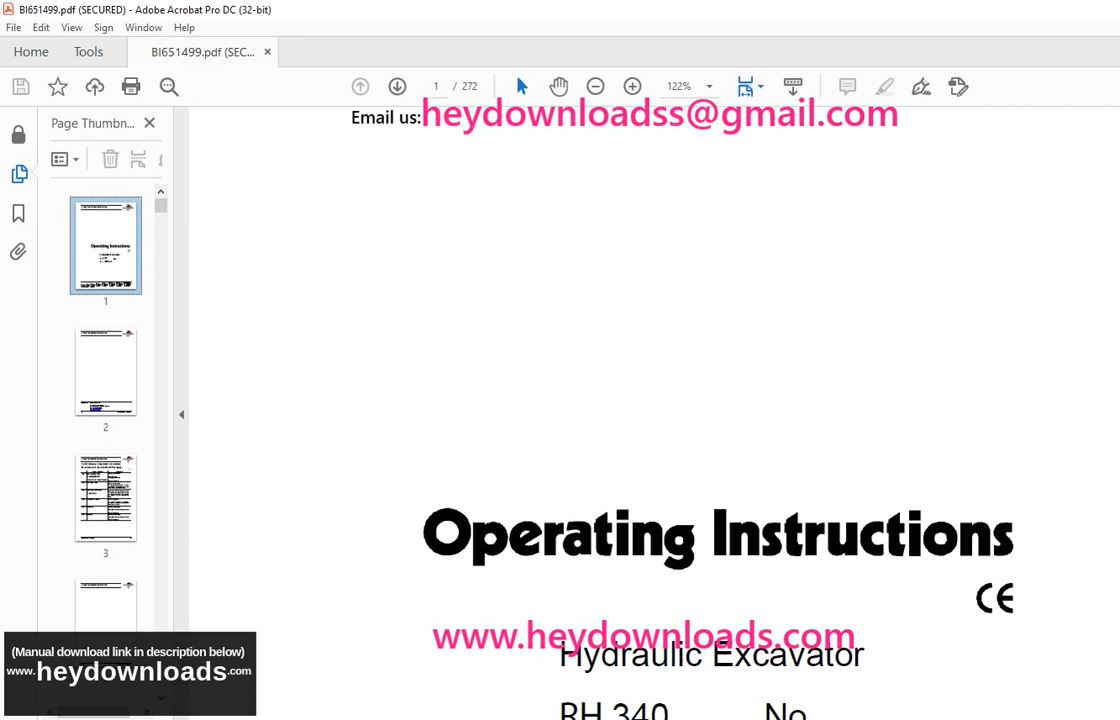 BI651499.pdf (SECURED) - Adobe Acrobat Pro DC (32-bit)
File Edit View Sign Window Help
Home Tools BI651499.pdf (SEC... ×
1 / 272 122%
Email us:heydownloadss@gmail.com
Page Thumbn...
1
2
3
Operating Instructions
CE
www.heydownloads.com
Hydraulic Excavator
RH 340 No
(Manual download link in description below)
www.heydownloads.com